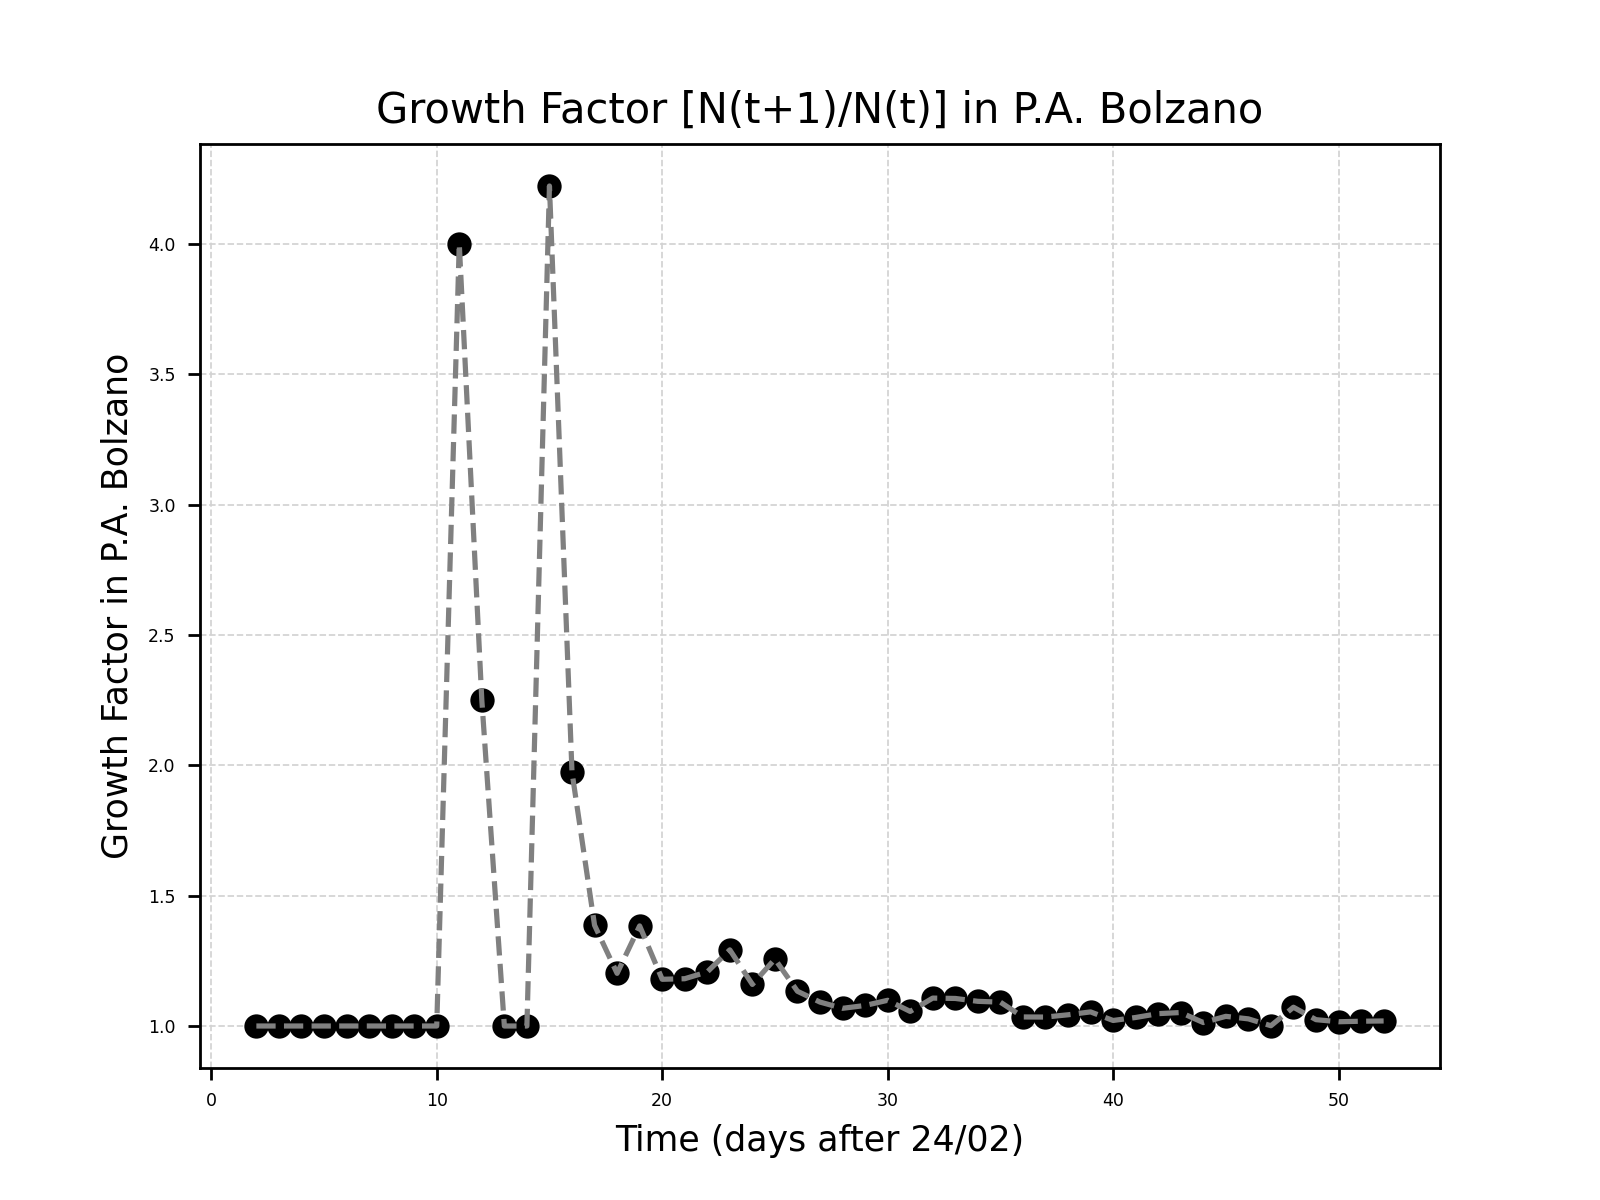 Growth Factor [N(t+1)/N(t)] in P.A. Bolzano
Growth Factor in P.A. Bolzano
4.0
3.5
3.0
2.5
2.0
1.5
1.0
0 10 20 30 40 50
Time (days after 24/02)